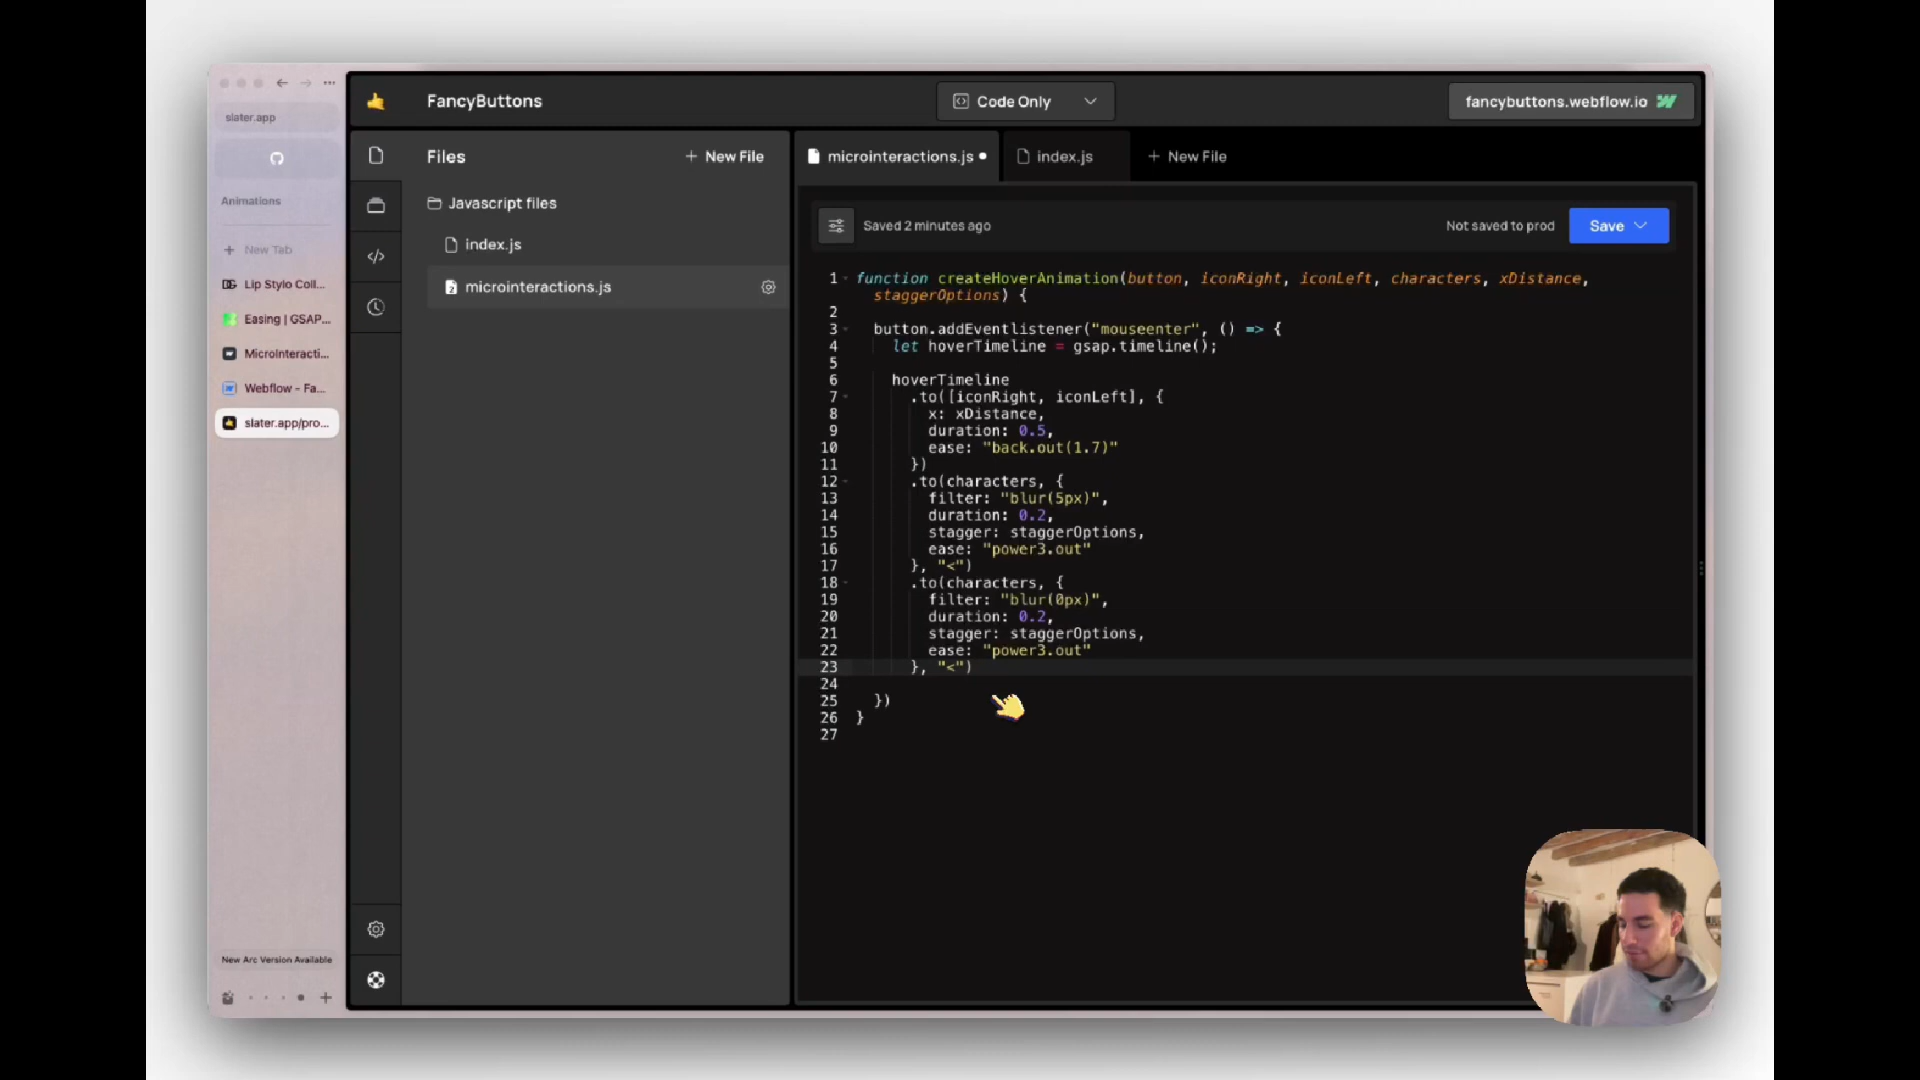 slater.app
Animations
New Tab
Lip Stylo Coll...
Easing | GSAP...
MicroInteracti...
Webflow - Fa...
slater.app/pro...
New Arc Version Available
FancyButtons
Code Only
fancybuttons.webflow.io
Files
+ New File
Javascript files
index.js
microinteractions.js
microinteractions.js
index.js
+ New File
Saved 2 minutes ago
Not saved to prod
Save
1 function createHoverAnimation(button, iconRight, iconLeft, characters, xDistance,
staggerOptions) {
2
3 button.addEventlistener("mouseenter", () => {
4 let hoverTimeline = gsap.timeline();
5
6 hoverTimeline
7 .to([iconRight, iconLeft], {
8 x: xDistance,
9 duration: 0.5,
10 ease: "back.out(1.7)"
11 })
12 .to(characters, {
13 filter: "blur(5px)",
14 duration: 0.2,
15 stagger: staggerOptions,
16 ease: "power3.out"
17 }, "<")
18 .to(characters, {
19 filter: "blur(0px)",
20 duration: 0.2,
21 stagger: staggerOptions,
22 ease: "power3.out"
23 }, "<")
24
25 })
26 }
27